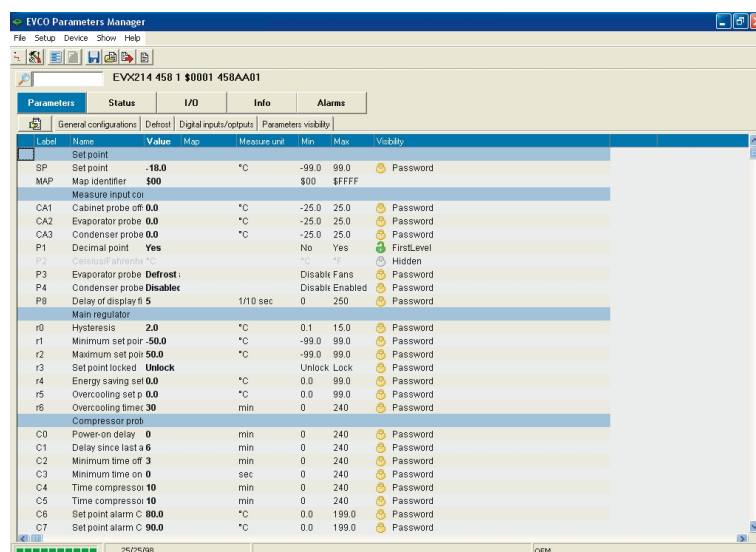 EVCO Parameters Manager
File Setup Device Show Help
EVX214 458 1 $0001 458AA01
Parameters Status I/O Info Alarms
General configurations Defrost Digital inputs/optputs Parameters visibility
Label Name Value Map Measure unit Min Max Visibility
Set point
SP Set point -18.0 °C -99.0 99.0 Password
MAP Map identifier $00 $00 $FFFF
Measure input
CA1 Cabinet probe off 0.0 °C -25.0 25.0 Password
CA2 Evaporator probe 0.0 °C -25.0 25.0 Password
CA3 Condenser probe 0.0 °C -25.0 25.0 Password
P1 Decimal point Yes No Yes FirstLevel
P2 Celsius/Fahrenhe °C °C °F Hidden
P3 Evaporator probe Defrost Disable Fans Password
P4 Condenser probe Disabled Disable Enabled Password
P8 Delay of display fi 5 1/10 sec 0 250 Password
Main regulator
r0 Hysteresis 2.0 °C 0.1 15.0 Password
r1 Minimum set poir -50.0 °C -99.0 99.0 Password
r2 Maximum set poir 50.0 °C -99.0 99.0 Password
r3 Set point locked Unlock Unlock Lock Password
r4 Energy saving set 0.0 °C 0.0 99.0 Password
r5 Overcooling set p 0.0 °C 0.0 99.0 Password
r6 Overcooling timec 30 min 0 240 Password
Compressor prote
C0 Power-on delay 0 min 0 240 Password
C1 Delay since last a 6 min 0 240 Password
C2 Minimum time off 3 min 0 240 Password
C3 Minimum time on 0 sec 0 240 Password
C4 Time compressor 10 min 0 240 Password
C5 Time compressor 10 min 0 240 Password
C6 Set point alarm C 80.0 °C 0.0 199.0 Password
C7 Set point alarm C 90.0 °C 0.0 199.0 Password
25/25/98 OEM